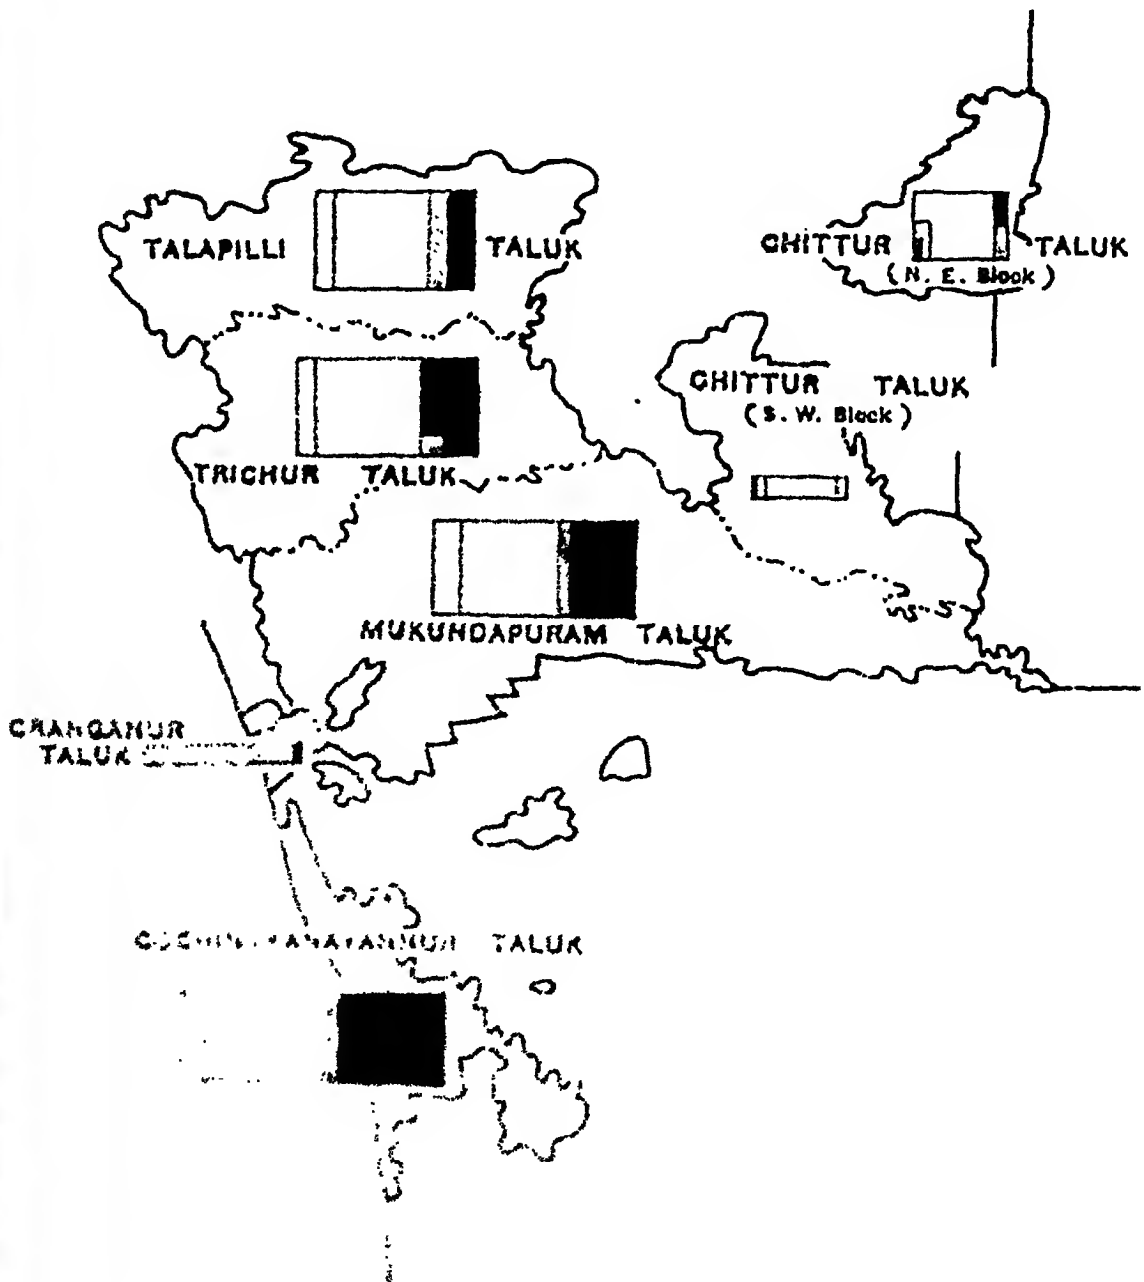 TALAPILLI TALUK
CHITTUR TALUK
(N. E. Block)
CHITTUR TALUK
(S. W. Block)
TRICHUR TALUK
MUKUNDAPURAM TALUK
CRANGANUR
TALUK
TALUK